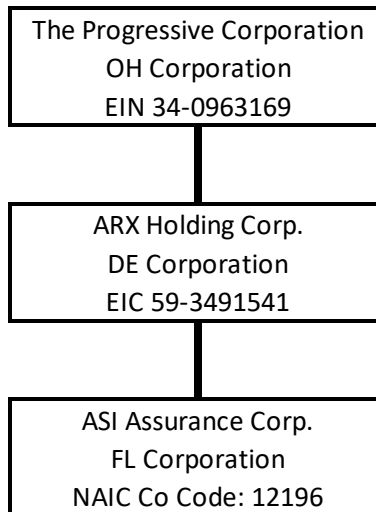 The Progressive Corporation
OH Corporation
EIN 34-0963169
ARX Holding Corp.
DE Corporation
EIC 59-3491541
ASI Assurance Corp.
FL Corporation
NAIC Co Code: 12196